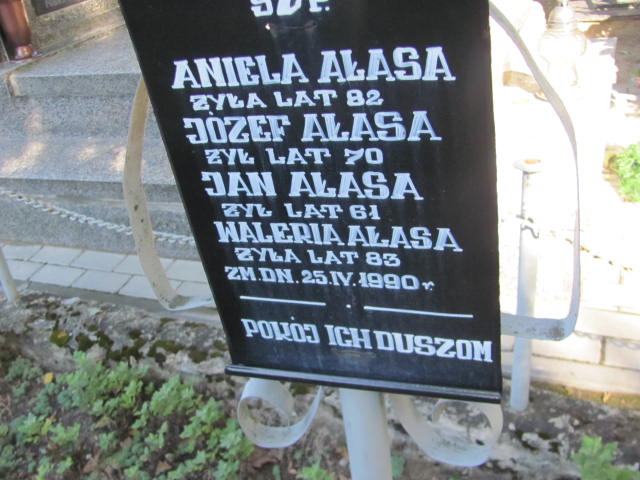 ANIELA AŁASA
ŻYŁA LAT 82
JÓZEF AŁASA
ŻYŁ LAT 70
JAN AŁASA
ŻYŁ LAT 61
WALERIA AŁASA
ŻYŁA LAT 83
ZM. DN. 25.IV.1990 r.
POKÓJ ICH DUSZOM